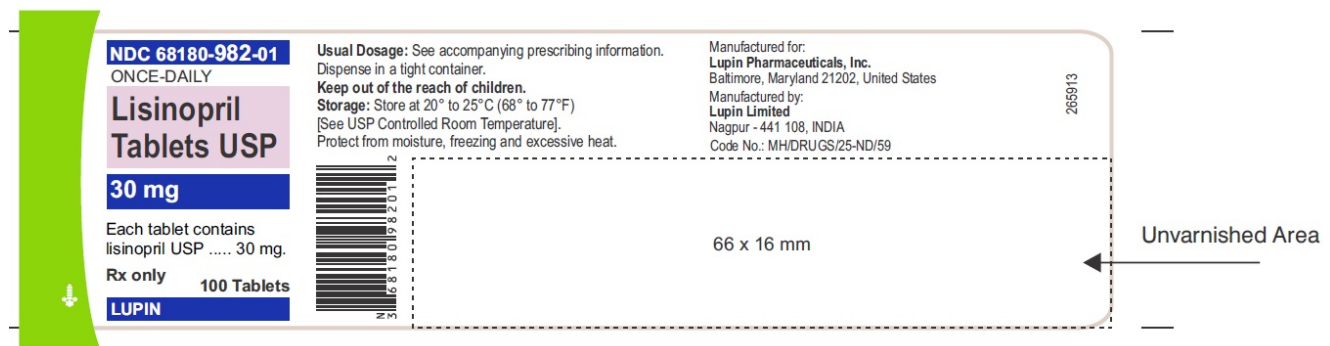 NDC 68180-982-01
ONCE-DAILY
Lisinopril
Tablets USP
30 mg
Each tablet contains
lisinopril USP ..... 30 mg.
Rx only
100 Tablets
LUPIN
Usual Dosage: See accompanying prescribing information.
Dispense in a tight container.
Keep out of the reach of children.
Storage: Store at 20° to 25°C (68° to 77°F)
[See USP Controlled Room Temperature].
Protect from moisture, freezing and excessive heat.
N
3 68180 98201 2
Manufactured for:
Lupin Pharmaceuticals, Inc.
Baltimore, Maryland 21202, United States
Manufactured by:
Lupin Limited
Nagpur - 441 108, INDIA
Code No.: MH/DRUGS/25-ND/59
265913
66 x 16 mm
Unvarnished Area